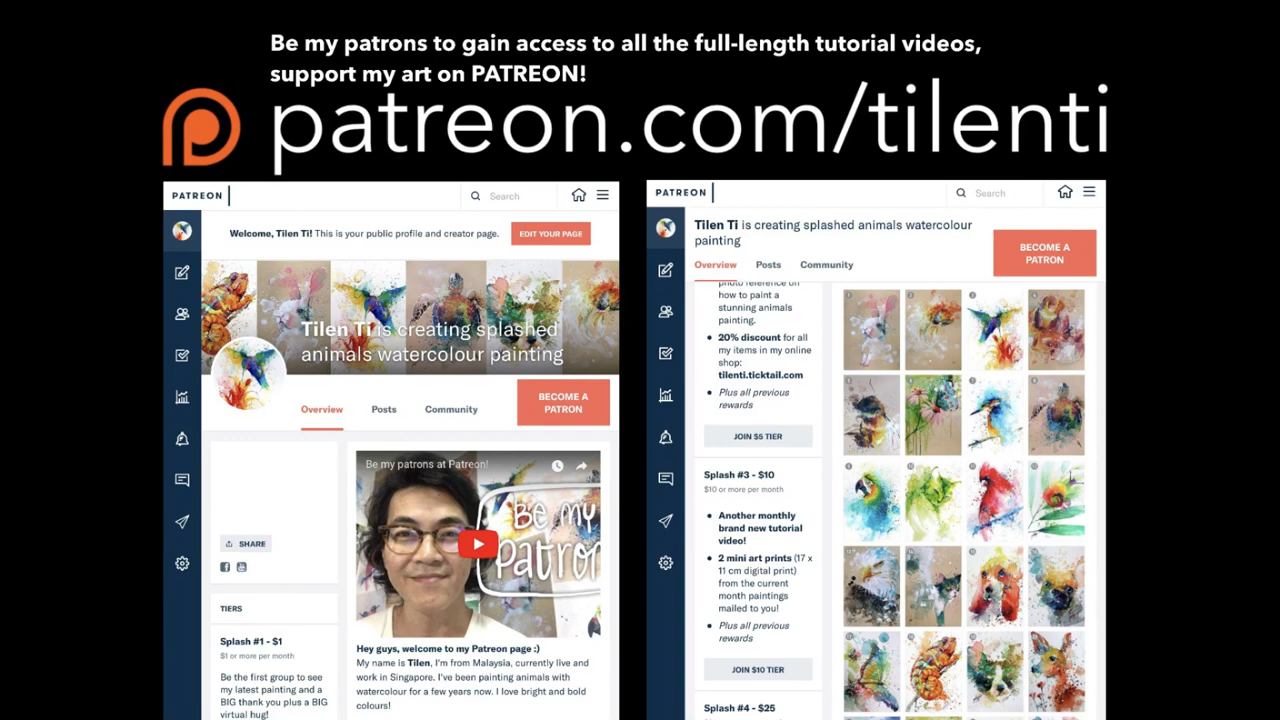 Be my patrons to gain access to all the full-length tutorial videos,
support my art on PATREON!
patreon.com/tilenti
PATREON
Search
Welcome, Tilen Ti! This is your public profile and creator page.
EDIT YOUR PAGE
Tilen Ti is creating splashed
animals watercolour painting
Overview
Posts
Community
BECOME A
PATRON
SHARE
TIERS
Splash #1 - $1
$1 or more per month
Be the first group to see
my latest painting and a
BIG thank you plus a BIG
virtual hug!
Be my patrons at Patreon!
Be my
Patron
Hey guys, welcome to my Patreon page :)
My name is Tilen, I'm from Malaysia, currently live and
work in Singapore. I've been painting animals with
watercolour for a few years now. I love bright and bold
colours!
PATREON
Search
Tilen Ti is creating splashed animals watercolour
painting
BECOME A
PATRON
Overview
Posts
Community
photo reference on
how to paint a
stunning animals
painting.
20% discount for all
my items in my online
shop:
tilenti.ticktail.com
Plus all previous
rewards
JOIN $5 TIER
Splash #3 - $10
$10 or more per month
Another monthly
brand new tutorial
video!
2 mini art prints (17 x
11 cm digital print)
from the current
month paintings
mailed to you!
Plus all previous
rewards
JOIN $10 TIER
Splash #4 - $25